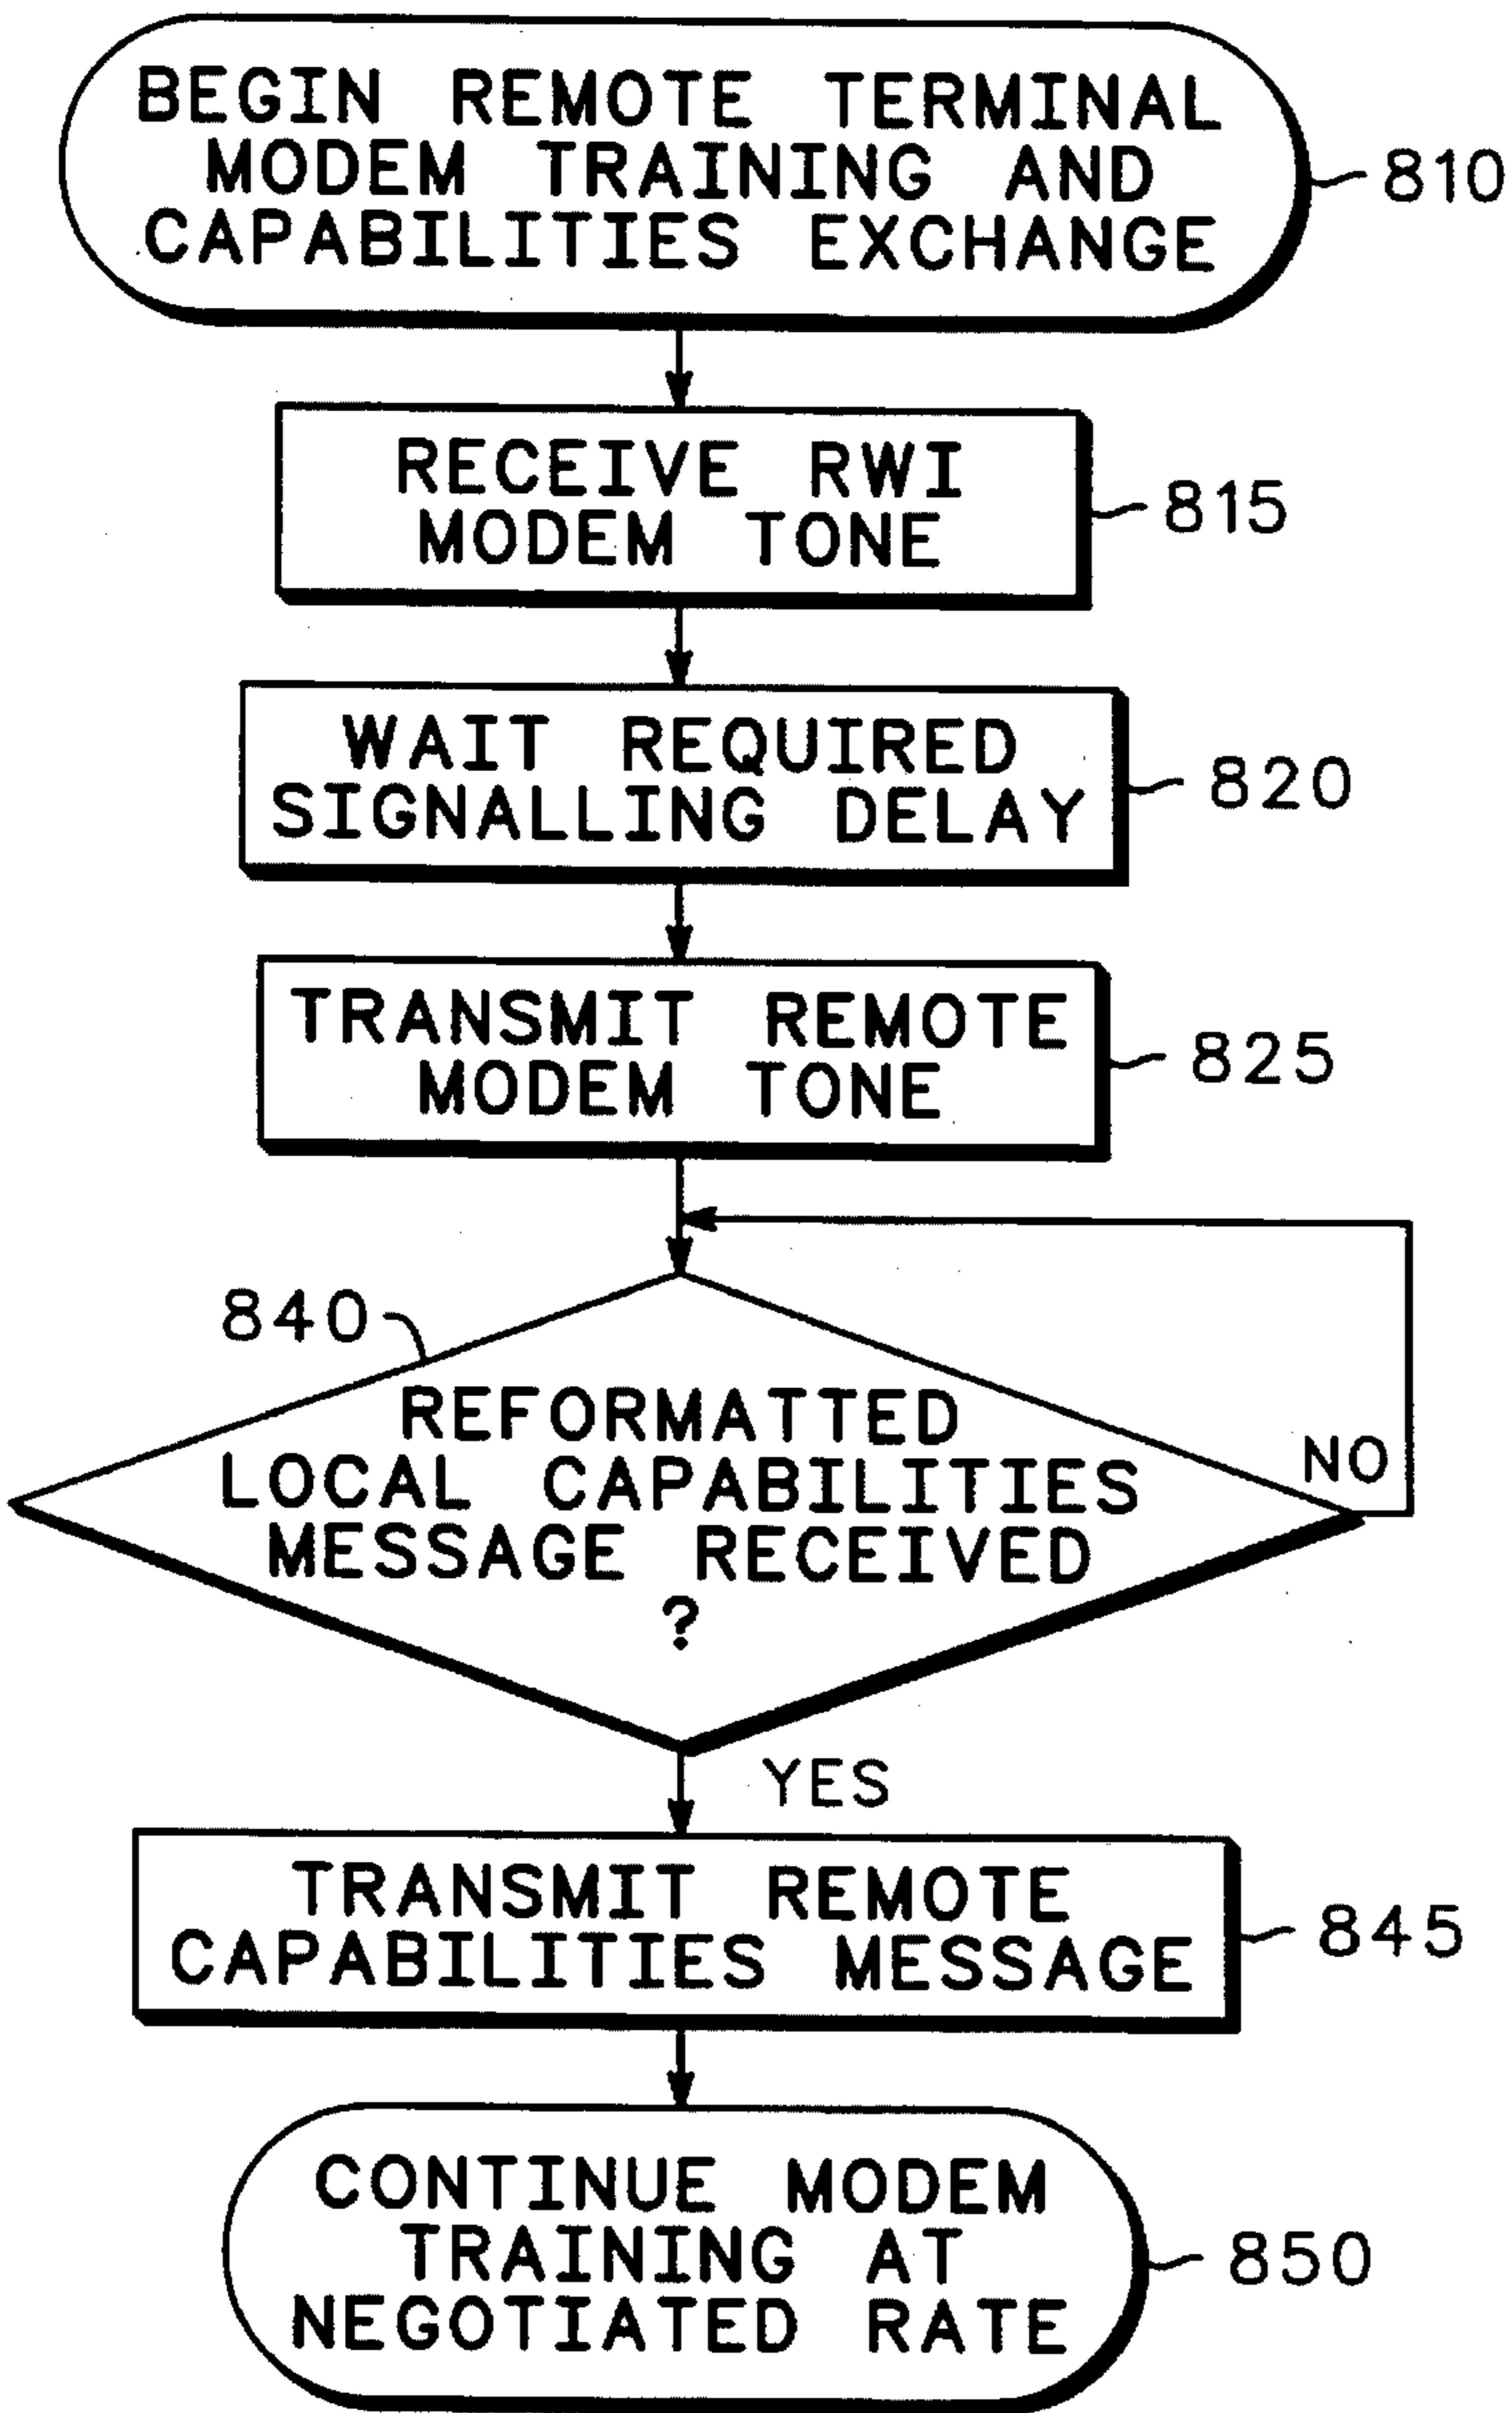 BEGIN REMOTE TERMINAL
MODEM TRAINING AND
CAPABILITIES EXCHANGE
810
RECEIVE RWI
MODEM TONE
815
WAIT REQUIRED
SIGNALLING DELAY
820
TRANSMIT REMOTE
MODEM TONE
825
840
REFORMATTED
LOCAL CAPABILITIES
MESSAGE RECEIVED
?
NO
YES
TRANSMIT REMOTE
CAPABILITIES MESSAGE
845
CONTINUE MODEM
TRAINING AT
NEGOTIATED RATE
850